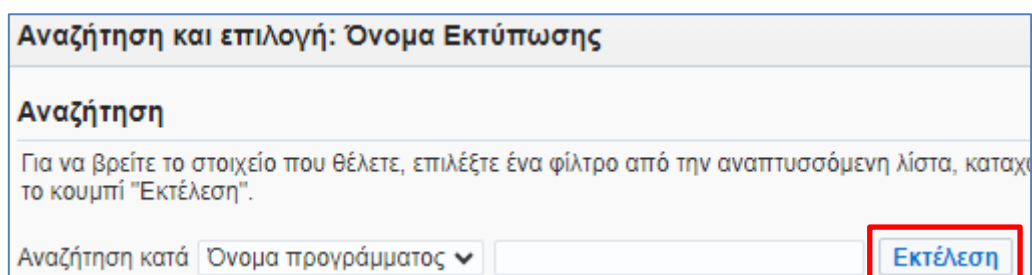 Αναζήτηση και επιλογή: Όνομα Εκτύπωσης
Αναζήτηση
Για να βρείτε το στοιχείο που θέλετε, επιλέξτε ένα φίλτρο από την αναπτυσσόμενη λίστα,
το κουμπί "Εκτέλεση".
Αναζήτηση κατά Όνομα προγράμματος Εκτέλεση